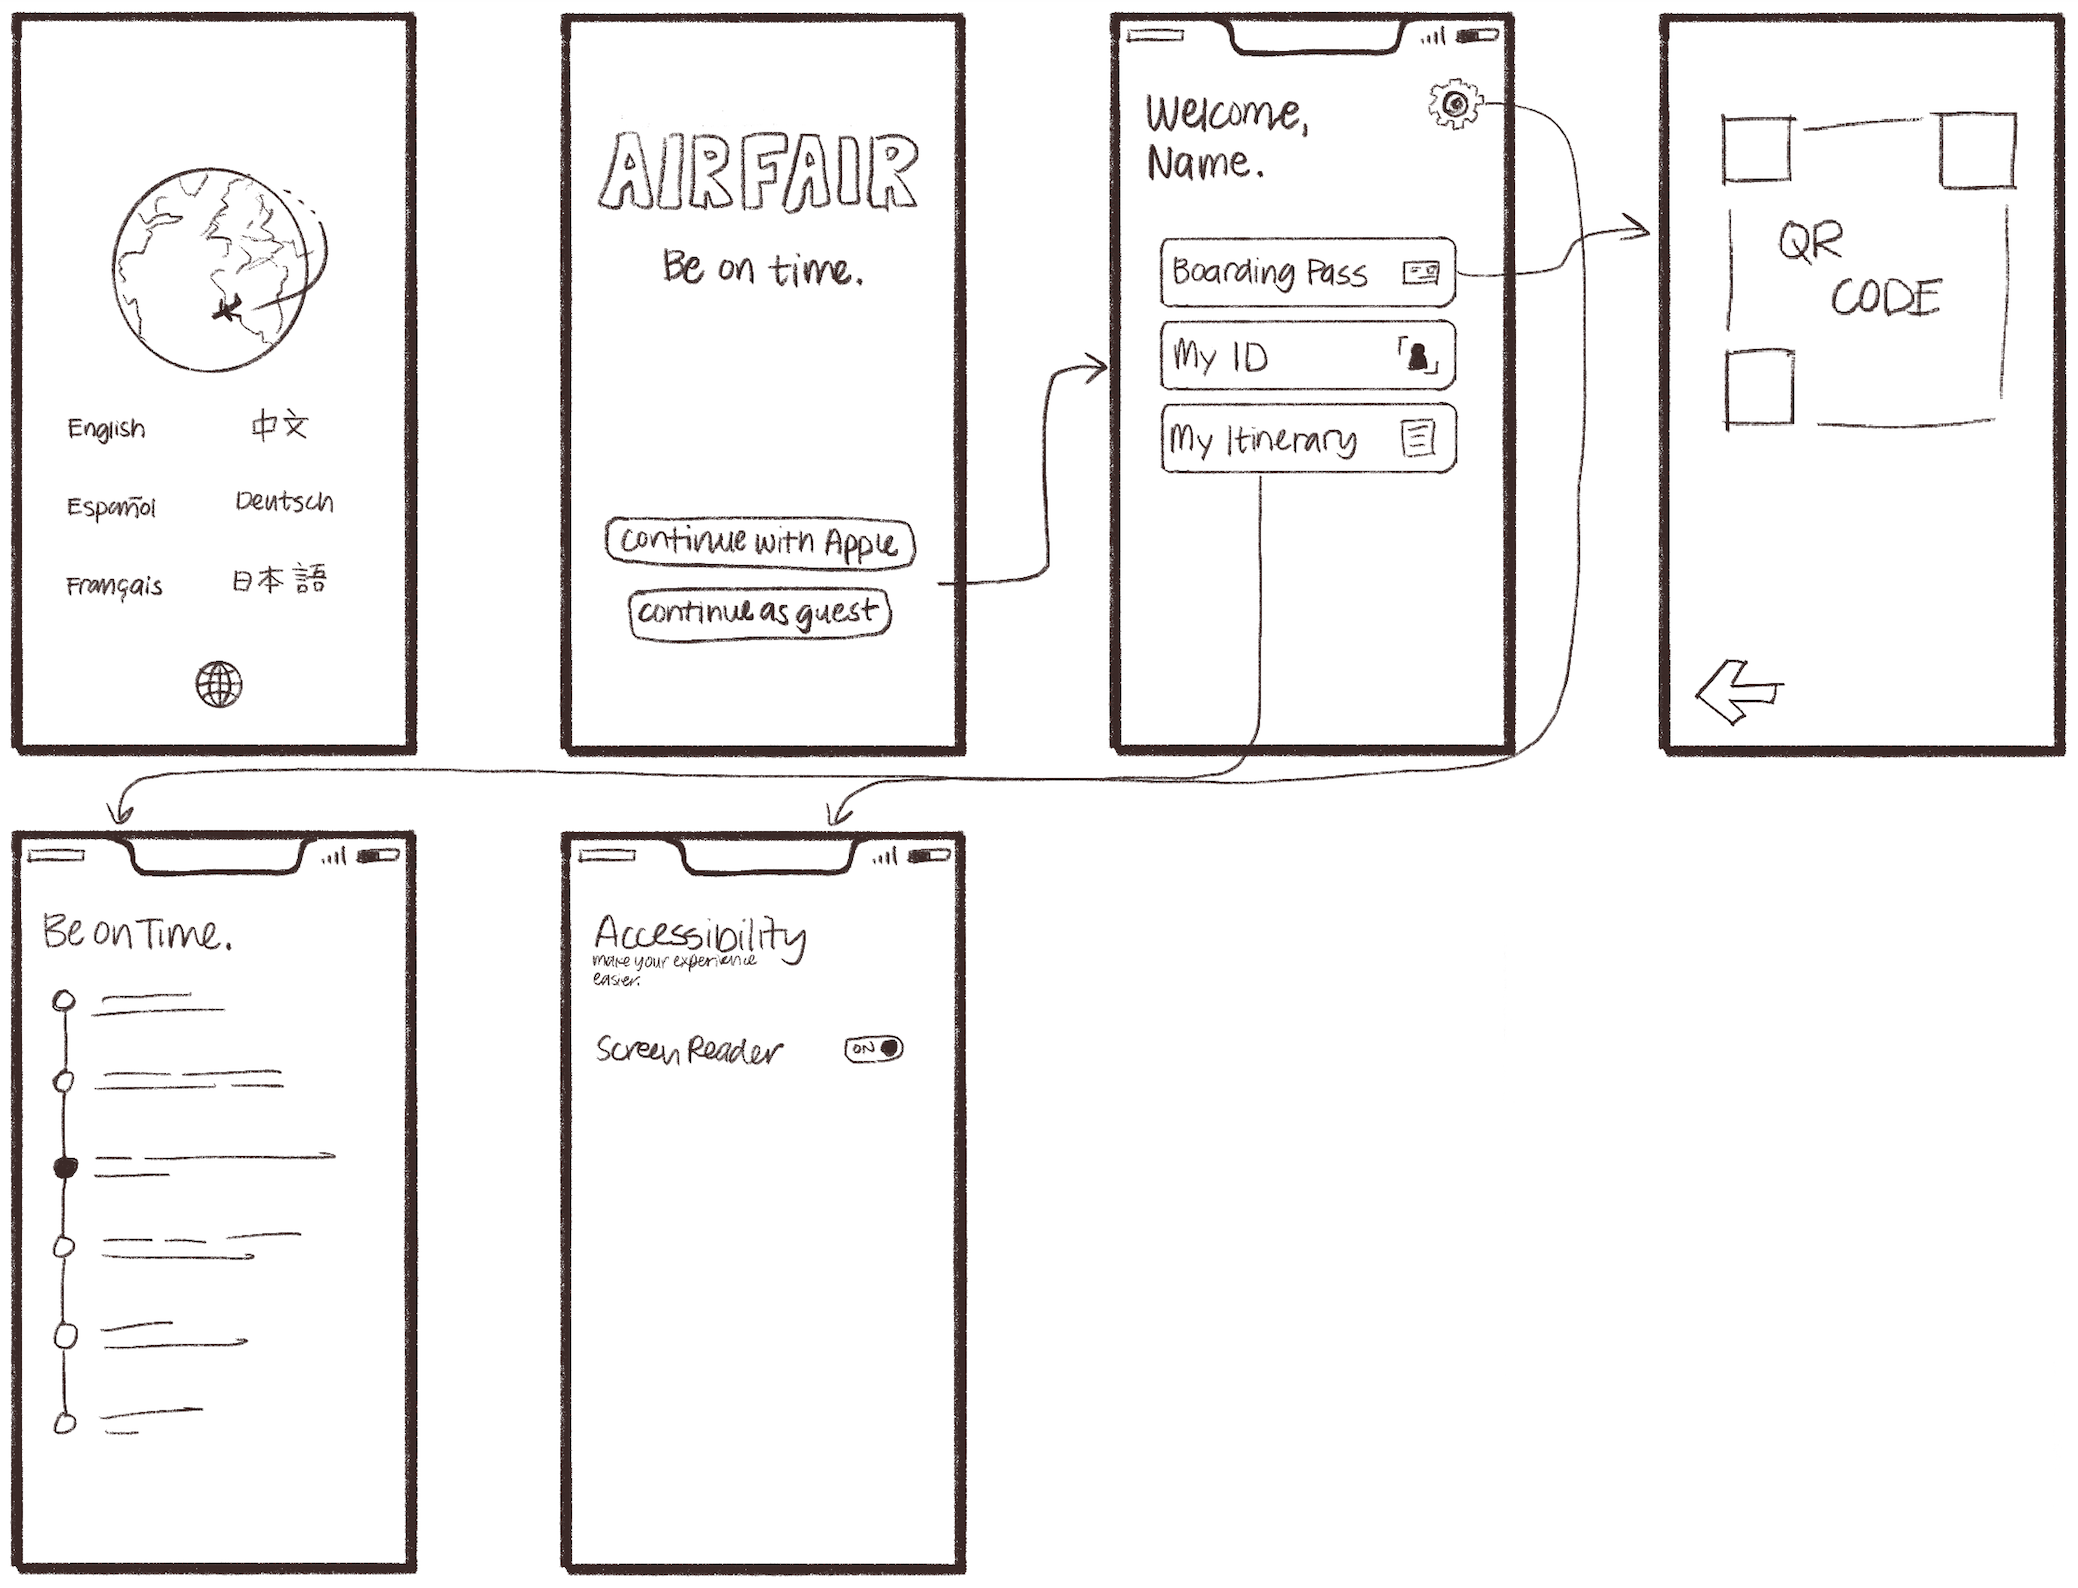 English
中文
Español
Deutsch
Français
日本語
AIRFAIR
Be on time.
continue with Apple
continue as guest
Welcome,
Name.
Boarding Pass
My ID
My Itinerary
QR
CODE
Be on Time.
Accessibility
make your experience
easier.
Screen Reader
ON